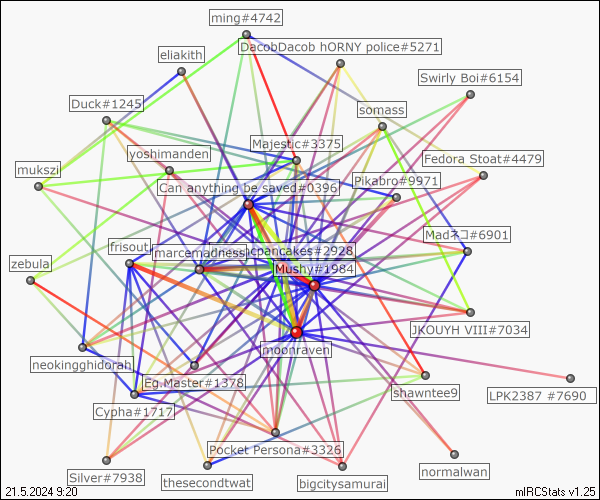 ming#4742
DacobDacob hORNY police#5271
eliakith
Swirly Boi#6154
Duck#1245
somass
Majestic#3375
yoshimanden
Fedora Stoat#4479
mukszi
Pikabro#9971
Can anything be saved#0396
Madネコ#6901
frisout
marcemadness
icpancakes#2928
zebula
Mushy#1984
JKOUYH VIII#7034
moonraven
neokingghidorah
Eg Master#1378
shawntee9
LPK2387 #7690
Cypha#1717
Pocket Persona#3326
normalwan
Silver#7938
thesecondtwat
bigcitysamurai
21.5.2024 9:20
mIRCStats v1.25